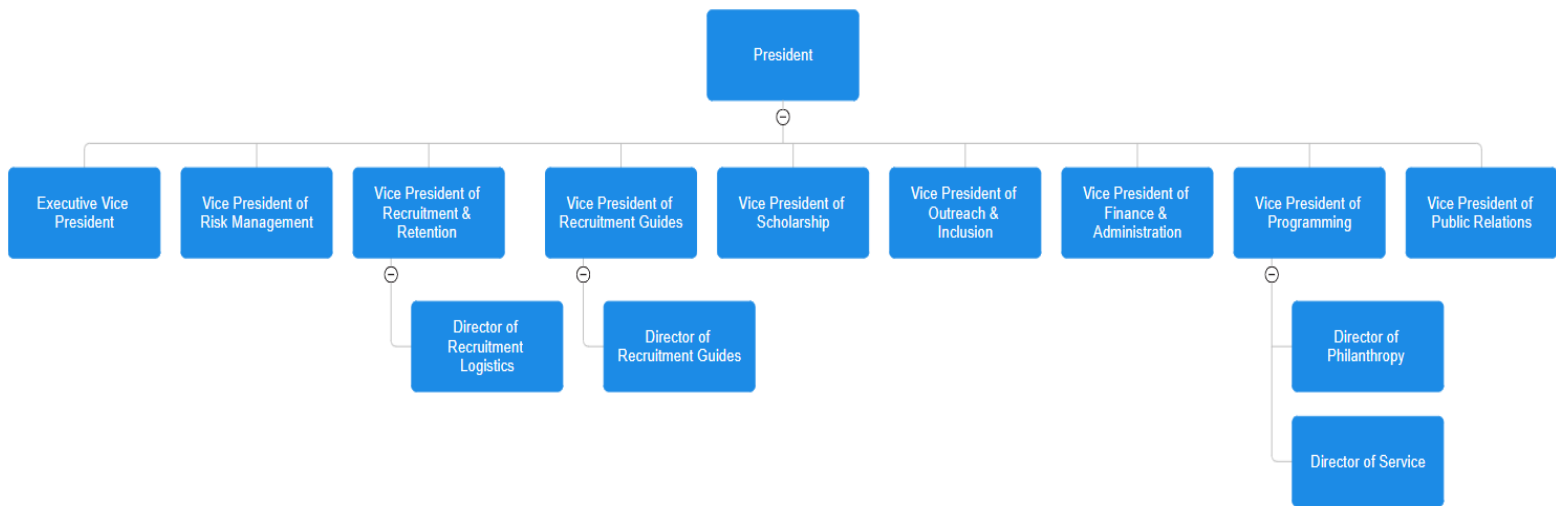 President
Executive Vice
President
Vice President of
Risk Management
Vice President of
Recruitment &
Retention
Vice President of
Recruitment Guides
Vice President of
Scholarship
Vice President of
Outreach &
Inclusion
Vice President of
Finance &
Administration
Vice President of
Programming
Vice President of
Public Relations
Director of
Recruitment
Logistics
Director of
Recruitment Guides
Director of
Philanthropy
Director of Service